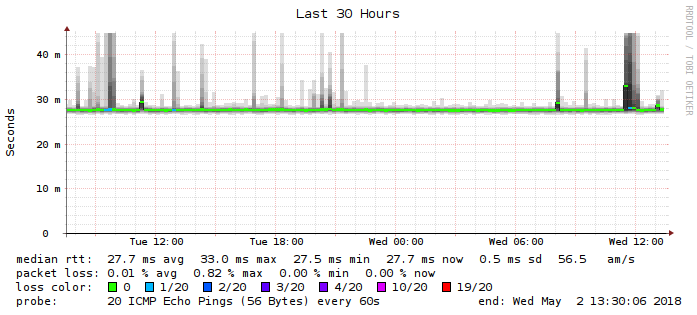 Last 30 Hours
RRDTOOL / TOBI OETIKER
Seconds
40 m
30 m
20 m
10 m
0
Tue 12:00 Tue 18:00 Wed 00:00 Wed 06:00 Wed 12:00
median rtt: 27.7 ms avg 33.0 ms max 27.5 ms min 27.7 ms now 0.5 ms sd 56.5 am/s
packet loss: 0.01 % avg 0.82 % max 0.00 % min 0.00 % now
loss color: 0 1/20 2/20 3/20 4/20 10/20 19/20
probe: 20 ICMP Echo Pings (56 Bytes) every 60s end: Wed May 2 13:30:06 2018